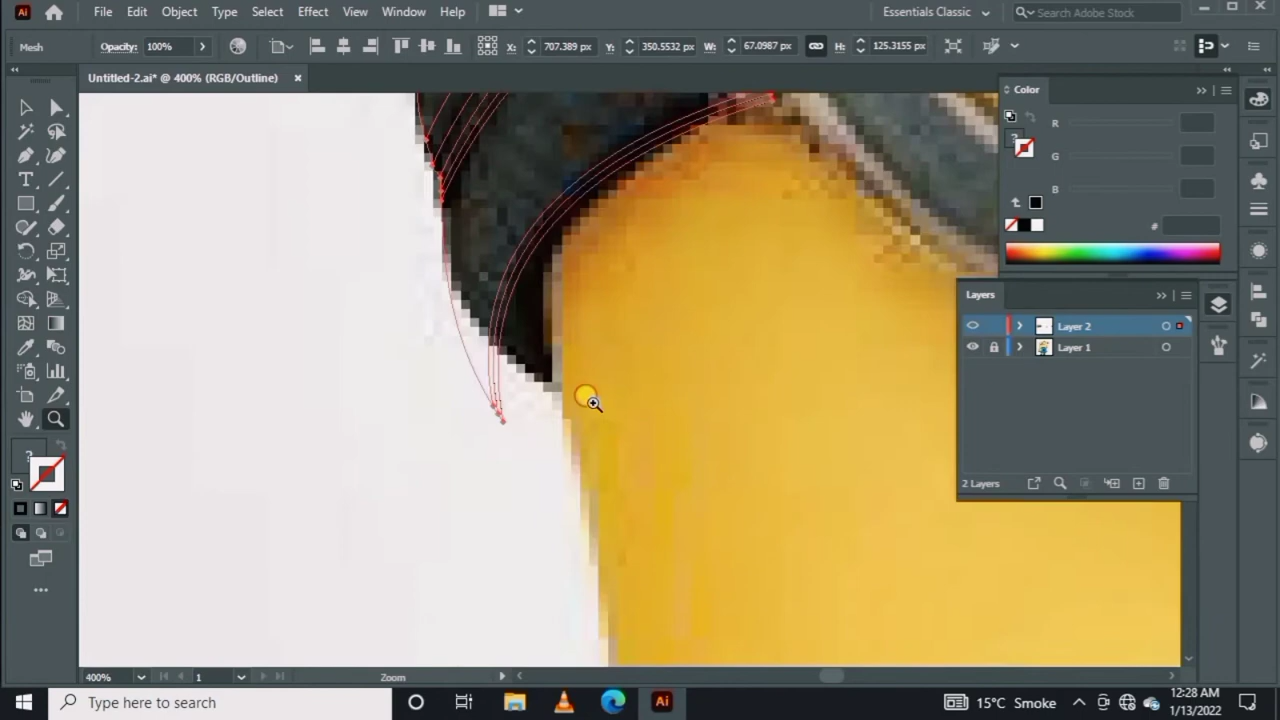 Ai File Edit Object Type Select Effect View Window Help Essentials Classic Search Adobe Stock
Mesh Opacity: 100% X: 707.389 px Y: 350.5532 px W: 67.0987 px H: 125.3155 px
Untitled-2.ai* @ 400% (RGB/Outline) ×
Color
R
G
B
#
Layers
Layer 2
Layer 1
2 Layers
400% 1 Zoom
Type here to search Ai 15°C Smoke 12:28 AM
1/13/2022